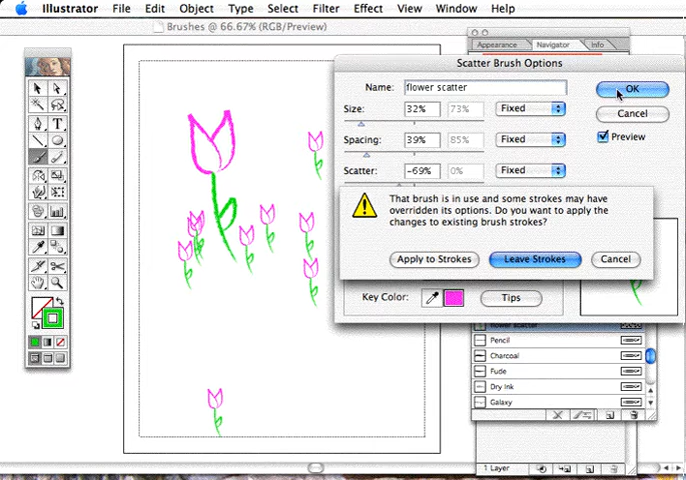 Illustrator File Edit Object Type Select Filter Effect View Window Help
Brushes @ 66.67% (RGB/Preview)
Appearance Navigator Info
Scatter Brush Options
Name: flower scatter
OK
Size: 32% 73% Fixed
Cancel
Spacing: 39% 85% Fixed
Preview
Scatter: -69% 0% Fixed
That brush is in use and some strokes may have
overridden its options. Do you want to apply the
changes to existing brush strokes?
Apply to Strokes Leave Strokes Cancel
Key Color: Tips
flower scatter
Pencil
Charcoal
Fude
Dry Ink
Galaxy
1 Layer